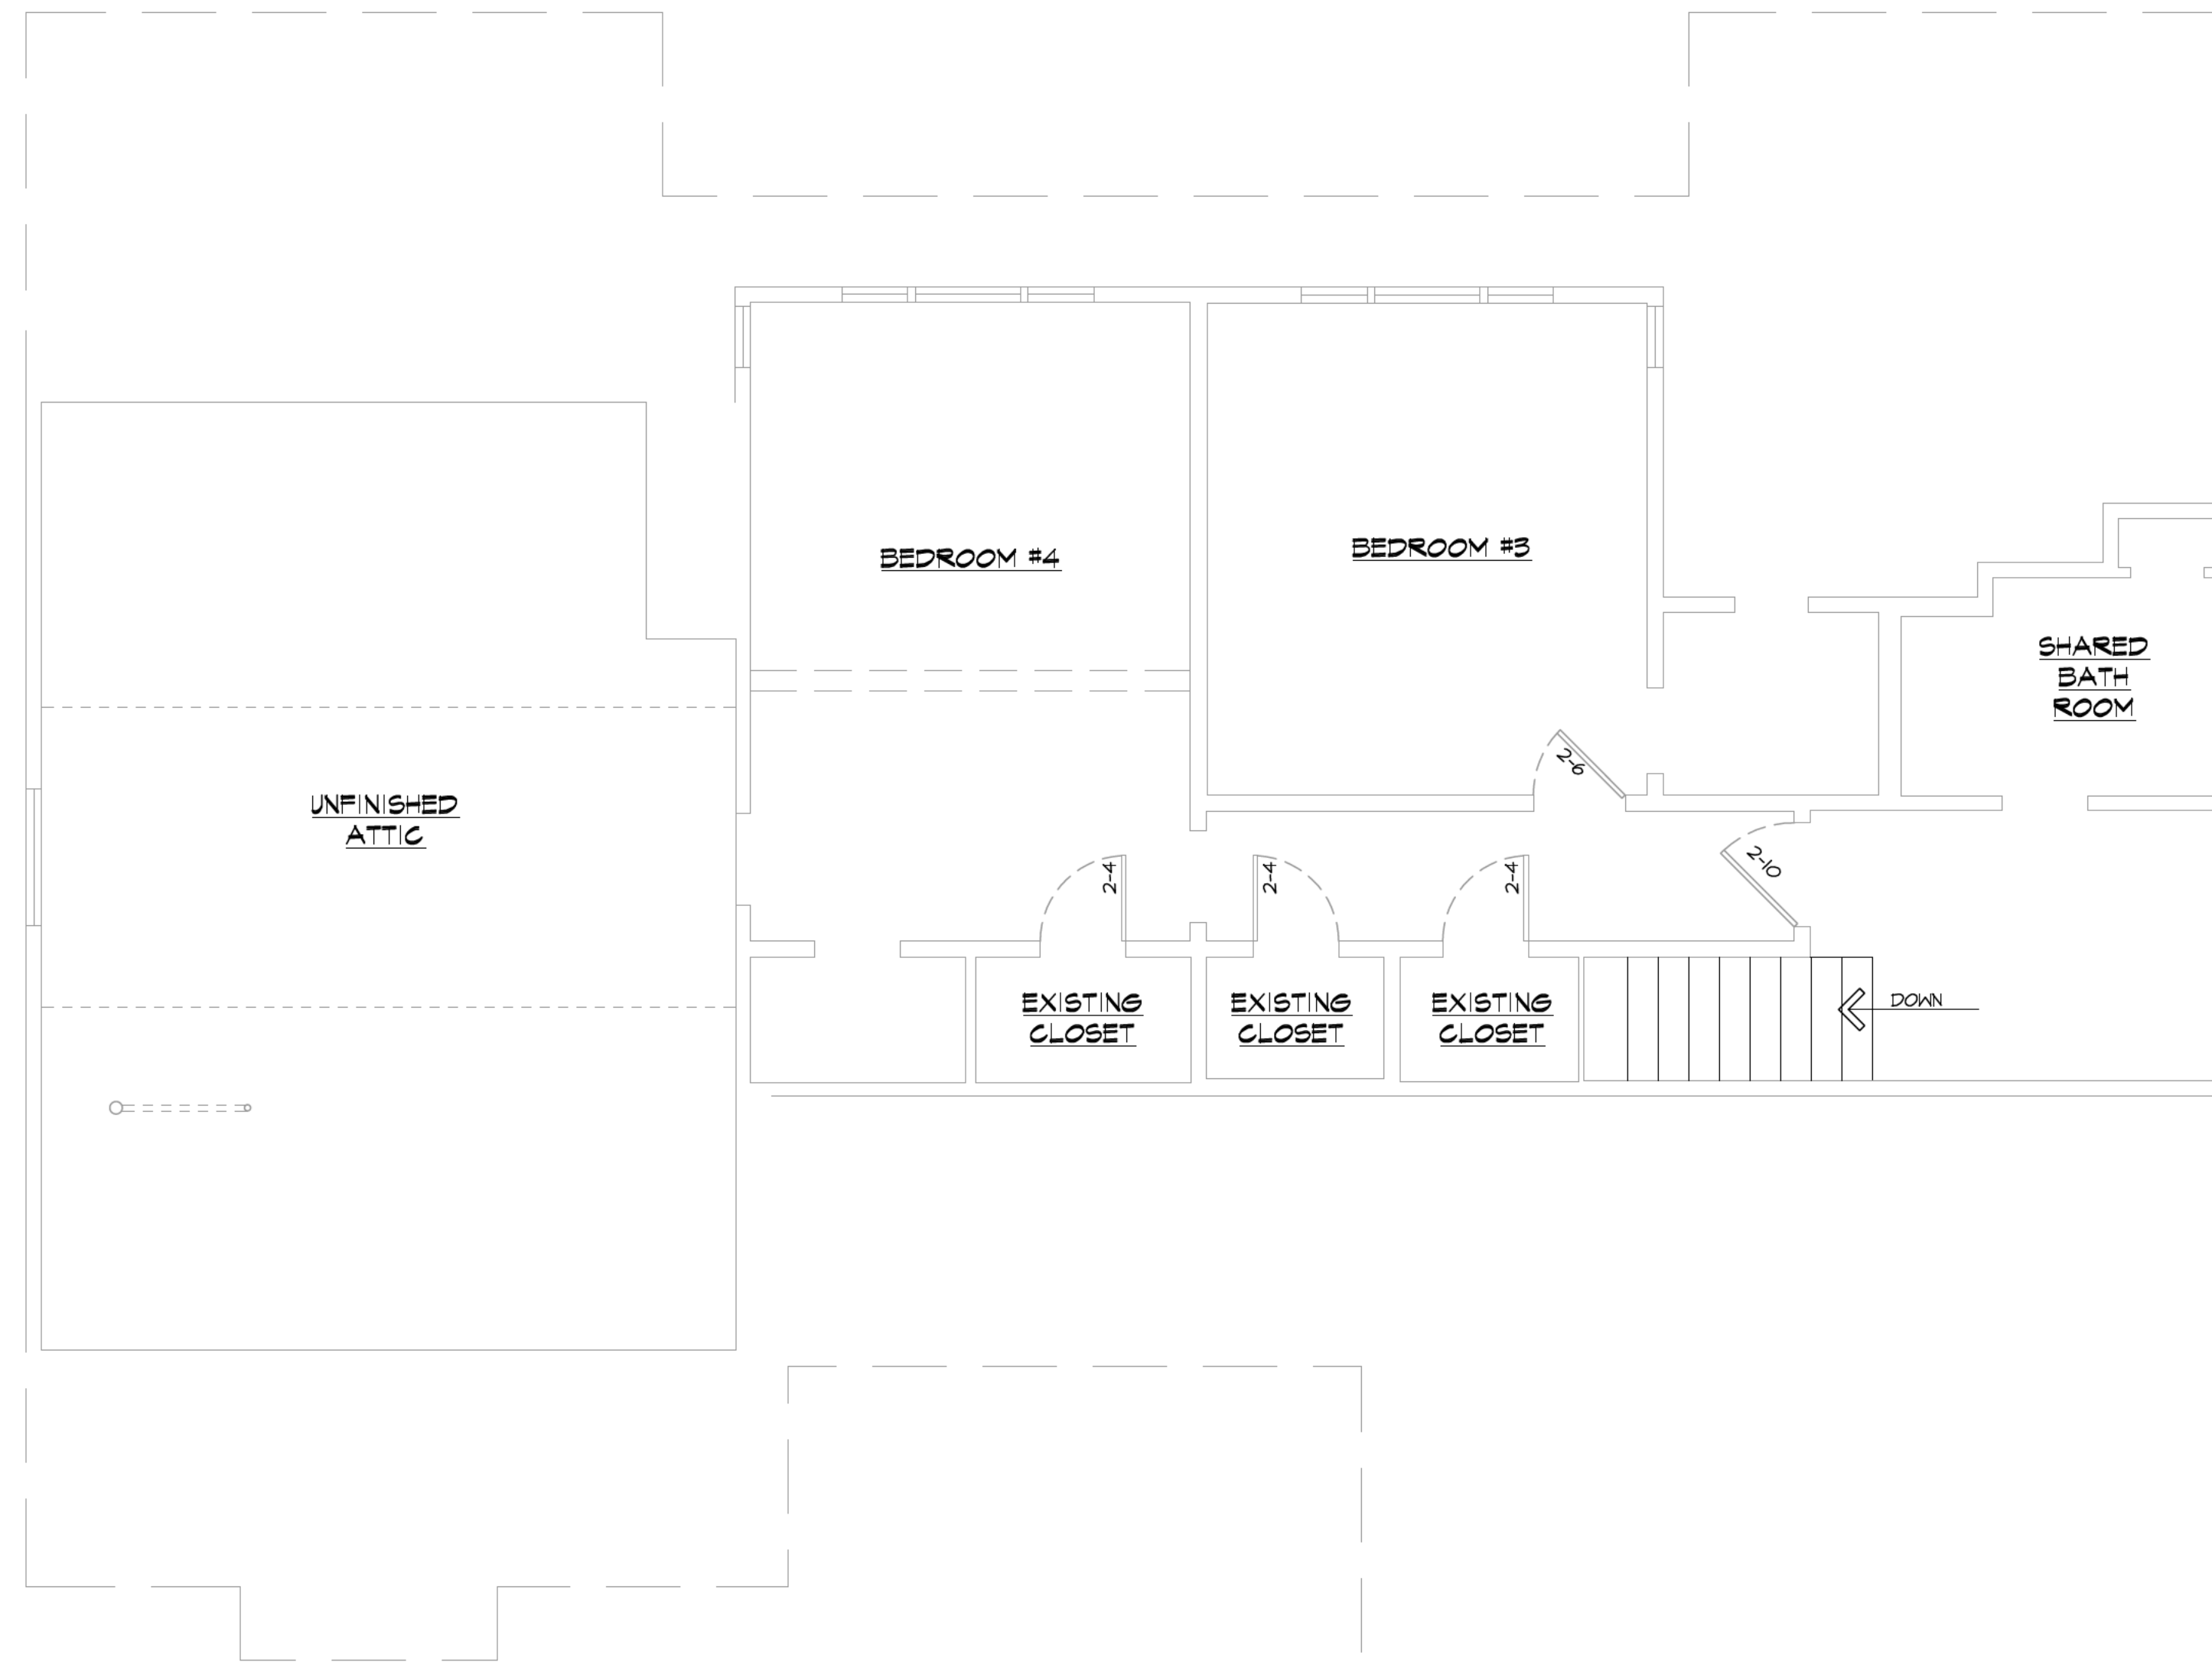 BEDROOM #4
BEDROOM #3
SHARED
BATH
ROOM
2-6
UNFINISHED
ATTIC
2-4
2-4
2-4
2-10
EXISTING
CLOSET
EXISTING
CLOSET
EXISTING
CLOSET
DOWN